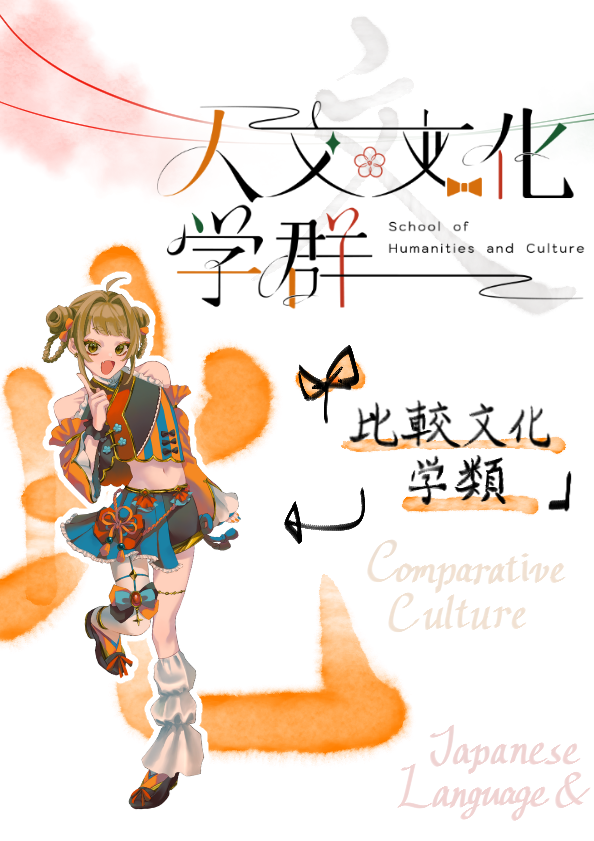 人文文化
学群
School of
Humanities and Culture
比較文化
学類」
Comparative
Culture
Japanese
Language &